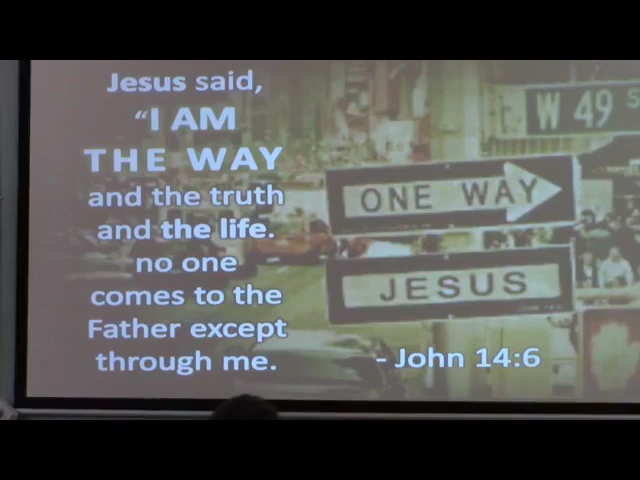 Jesus said,
“I AM
THE WAY
and the truth
and the life.
no one
comes to the
Father except
through me.
- John 14:6
W 49 S
ONE WAY
JESUS